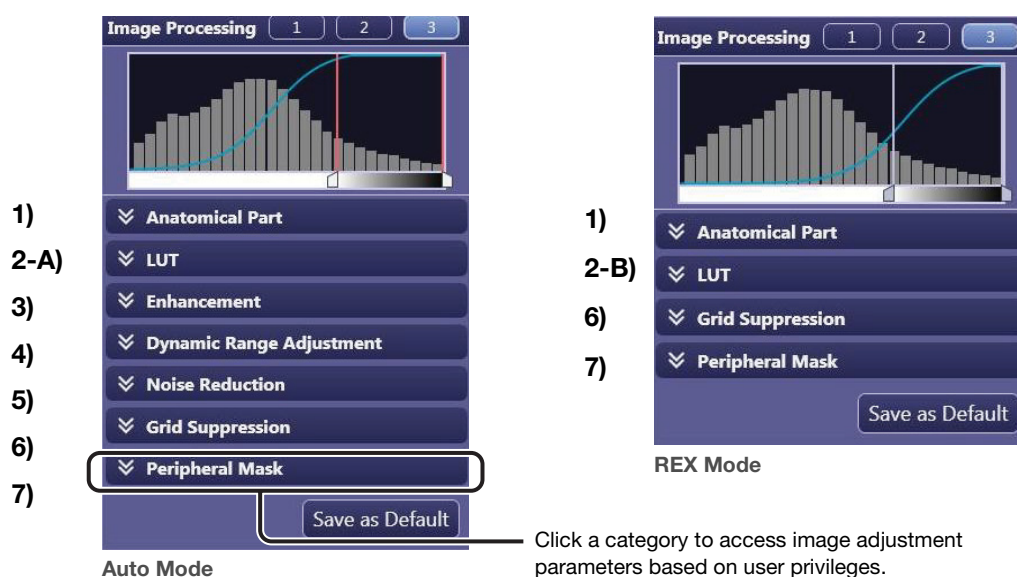 Image Processing 1 2 3
1) Anatomical Part
2-A) LUT
3) Enhancement
4) Dynamic Range Adjustment
5) Noise Reduction
6) Grid Suppression
7) Peripheral Mask
Save as Default
Auto Mode
Image Processing 1 2 3
1) Anatomical Part
2-B) LUT
6) Grid Suppression
7) Peripheral Mask
Save as Default
REX Mode
Click a category to access image adjustment
parameters based on user privileges.